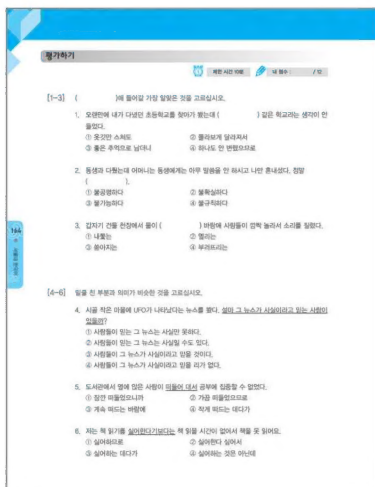 평가하기
제한 시간 10분 내 점수 : / 12
[1~3] ( )에 들어갈 가장 알맞은 것을 고르십시오.
1. 오랜만에 내가 다녔던 초등학교를 찾아가 봤는데 ( ) 같은 학교라는 생각이 안
들었다.
① 옷깃만 스쳐도 ② 몰라보게 달라져서
③ 좋은 추억으로 남더니 ④ 하나도 안 변했으므로
2. 동생과 다퉜는데 어머니는 동생에게는 아무 말씀을 안 하시고 나만 혼내셨다. 정말
( ).
① 불공평하다 ② 불확실하다
③ 불가능하다 ④ 불규칙하다
3. 갑자기 건물 천장에서 물이 ( ) 바람에 사람들이 깜짝 놀라서 소리를 질렀다.
① 내뿜는 ② 떨리는
③ 쏟아지는 ④ 부러뜨리는
164
[4~6] 밑줄 친 부분과 의미가 비슷한 것을 고르십시오.
4. 시골 작은 마을에 UFO가 나타났다는 뉴스를 봤다. 설마 그 뉴스가 사실이라고 믿는 사람이
있을까?
① 사람들이 믿는 그 뉴스는 사실만 못하다.
② 사람들이 믿는 그 뉴스는 사실일 수도 있다.
③ 사람들이 그 뉴스가 사실이라고 믿을 것이다.
④ 사람들이 그 뉴스가 사실이라고 믿을 리가 없다.
5. 도서관에서 옆에 앉은 사람이 떠들어 대서 공부에 집중할 수 없었다.
① 잠깐 떠들었으니까 ② 가끔 떠들었으므로
③ 계속 떠드는 바람에 ④ 작게 떠드는 데다가
6. 저는 책 읽기를 싫어한다기보다는 책 읽을 시간이 없어서 책을 못 읽어요.
① 싫어하므로 ② 싫어한다 싶어서
③ 싫어하는 데다가 ④ 싫어하는 것은 아닌데